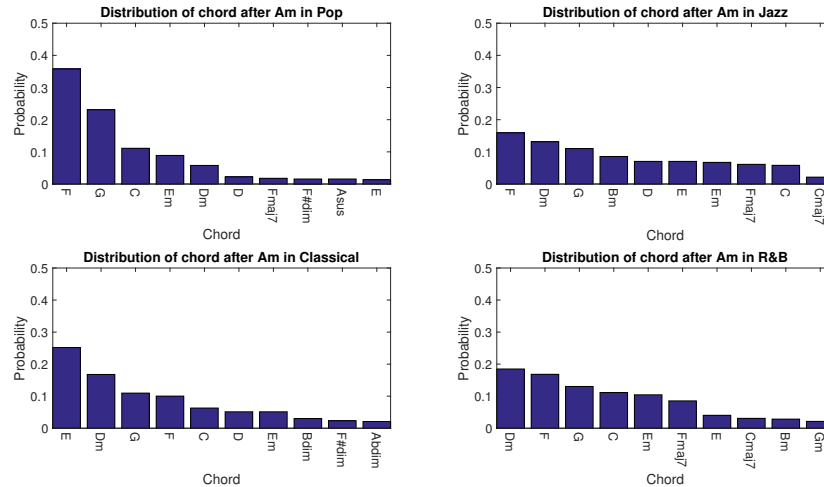 Distribution of chord after Am in Pop
0.5
0.4
0.3
0.2
0.1
0
Probability
F G C Em Dm D Fmaj7 F#dim Asus E
Chord
Distribution of chord after Am in Jazz
0.5
0.4
0.3
0.2
0.1
0
Probability
F Dm G Bm D E Em Fmaj7 C Cmaj7
Chord
Distribution of chord after Am in Classical
0.5
0.4
0.3
0.2
0.1
0
Probability
E Dm G F C D Em Bdim F#dim Abdim
Chord
Distribution of chord after Am in R&B
0.5
0.4
0.3
0.2
0.1
0
Probability
Dm F G C Em Fmaj7 E Cmaj7 Bm Gm
Chord